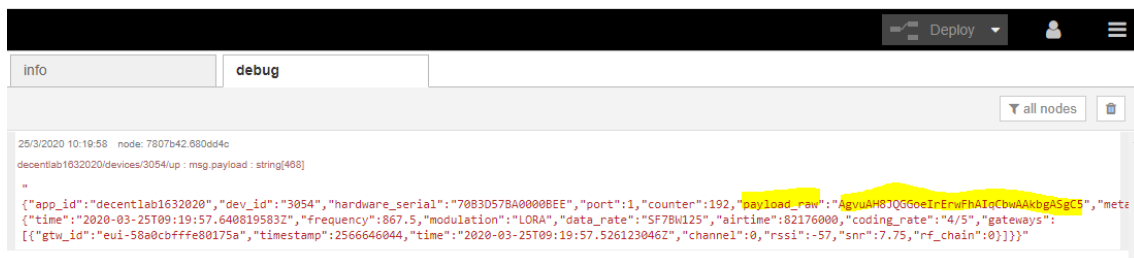 Deploy
info debug
all nodes
25/3/2020 10:19:58 node: 7807b42.680dd4c
decentlab1632020/devices/3054/up : msg.payload : string[468]
"
{"app_id":"decentlab1632020","dev_id":"3054","hardware_serial":"70B3D57BA0000BEE","port":1,"counter":192,"payload_raw":"AgvuAH8JQGGoeIrErwFhAIqCbwAAkbgASgC5","meta
{"time":"2020-03-25T09:19:57.640819583Z","frequency":867.5,"modulation":"LORA","data_rate":"SF7BW125","airtime":82176000,"coding_rate":"4/5","gateways":
[{"gtw_id":"eui-58a0cbfffe80175a","timestamp":2566646044,"time":"2020-03-25T09:19:57.526123046Z","channel":0,"rssi":-57,"snr":7.75,"rf_chain":0}]}}"